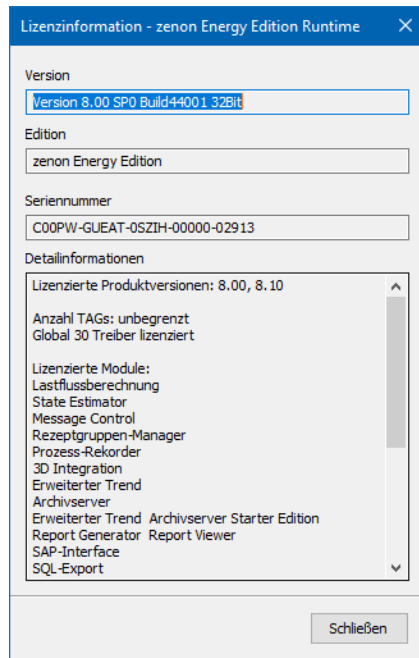 Lizenzinformation - zenon Energy Edition Runtime
Version
Version 8.00 SP0 Build44001 32Bit
Edition
zenon Energy Edition
Seriennummer
C00PW-GUEAT-0SZIH-00000-02913
Detailinformationen
Lizenzierte Produktversionen: 8.00, 8.10
Anzahl TAGs: unbegrenzt
Global 30 Treiber lizenziert
Lizenzierte Module:
Lastflussberechnung
State Estimator
Message Control
Rezeptgruppen-Manager
Prozess-Rekorder
3D Integration
Erweiterter Trend
Archivserver
Erweiterter Trend  Archivserver Starter Edition
Report Generator  Report Viewer
SAP-Interface
SQL-Export
Schließen